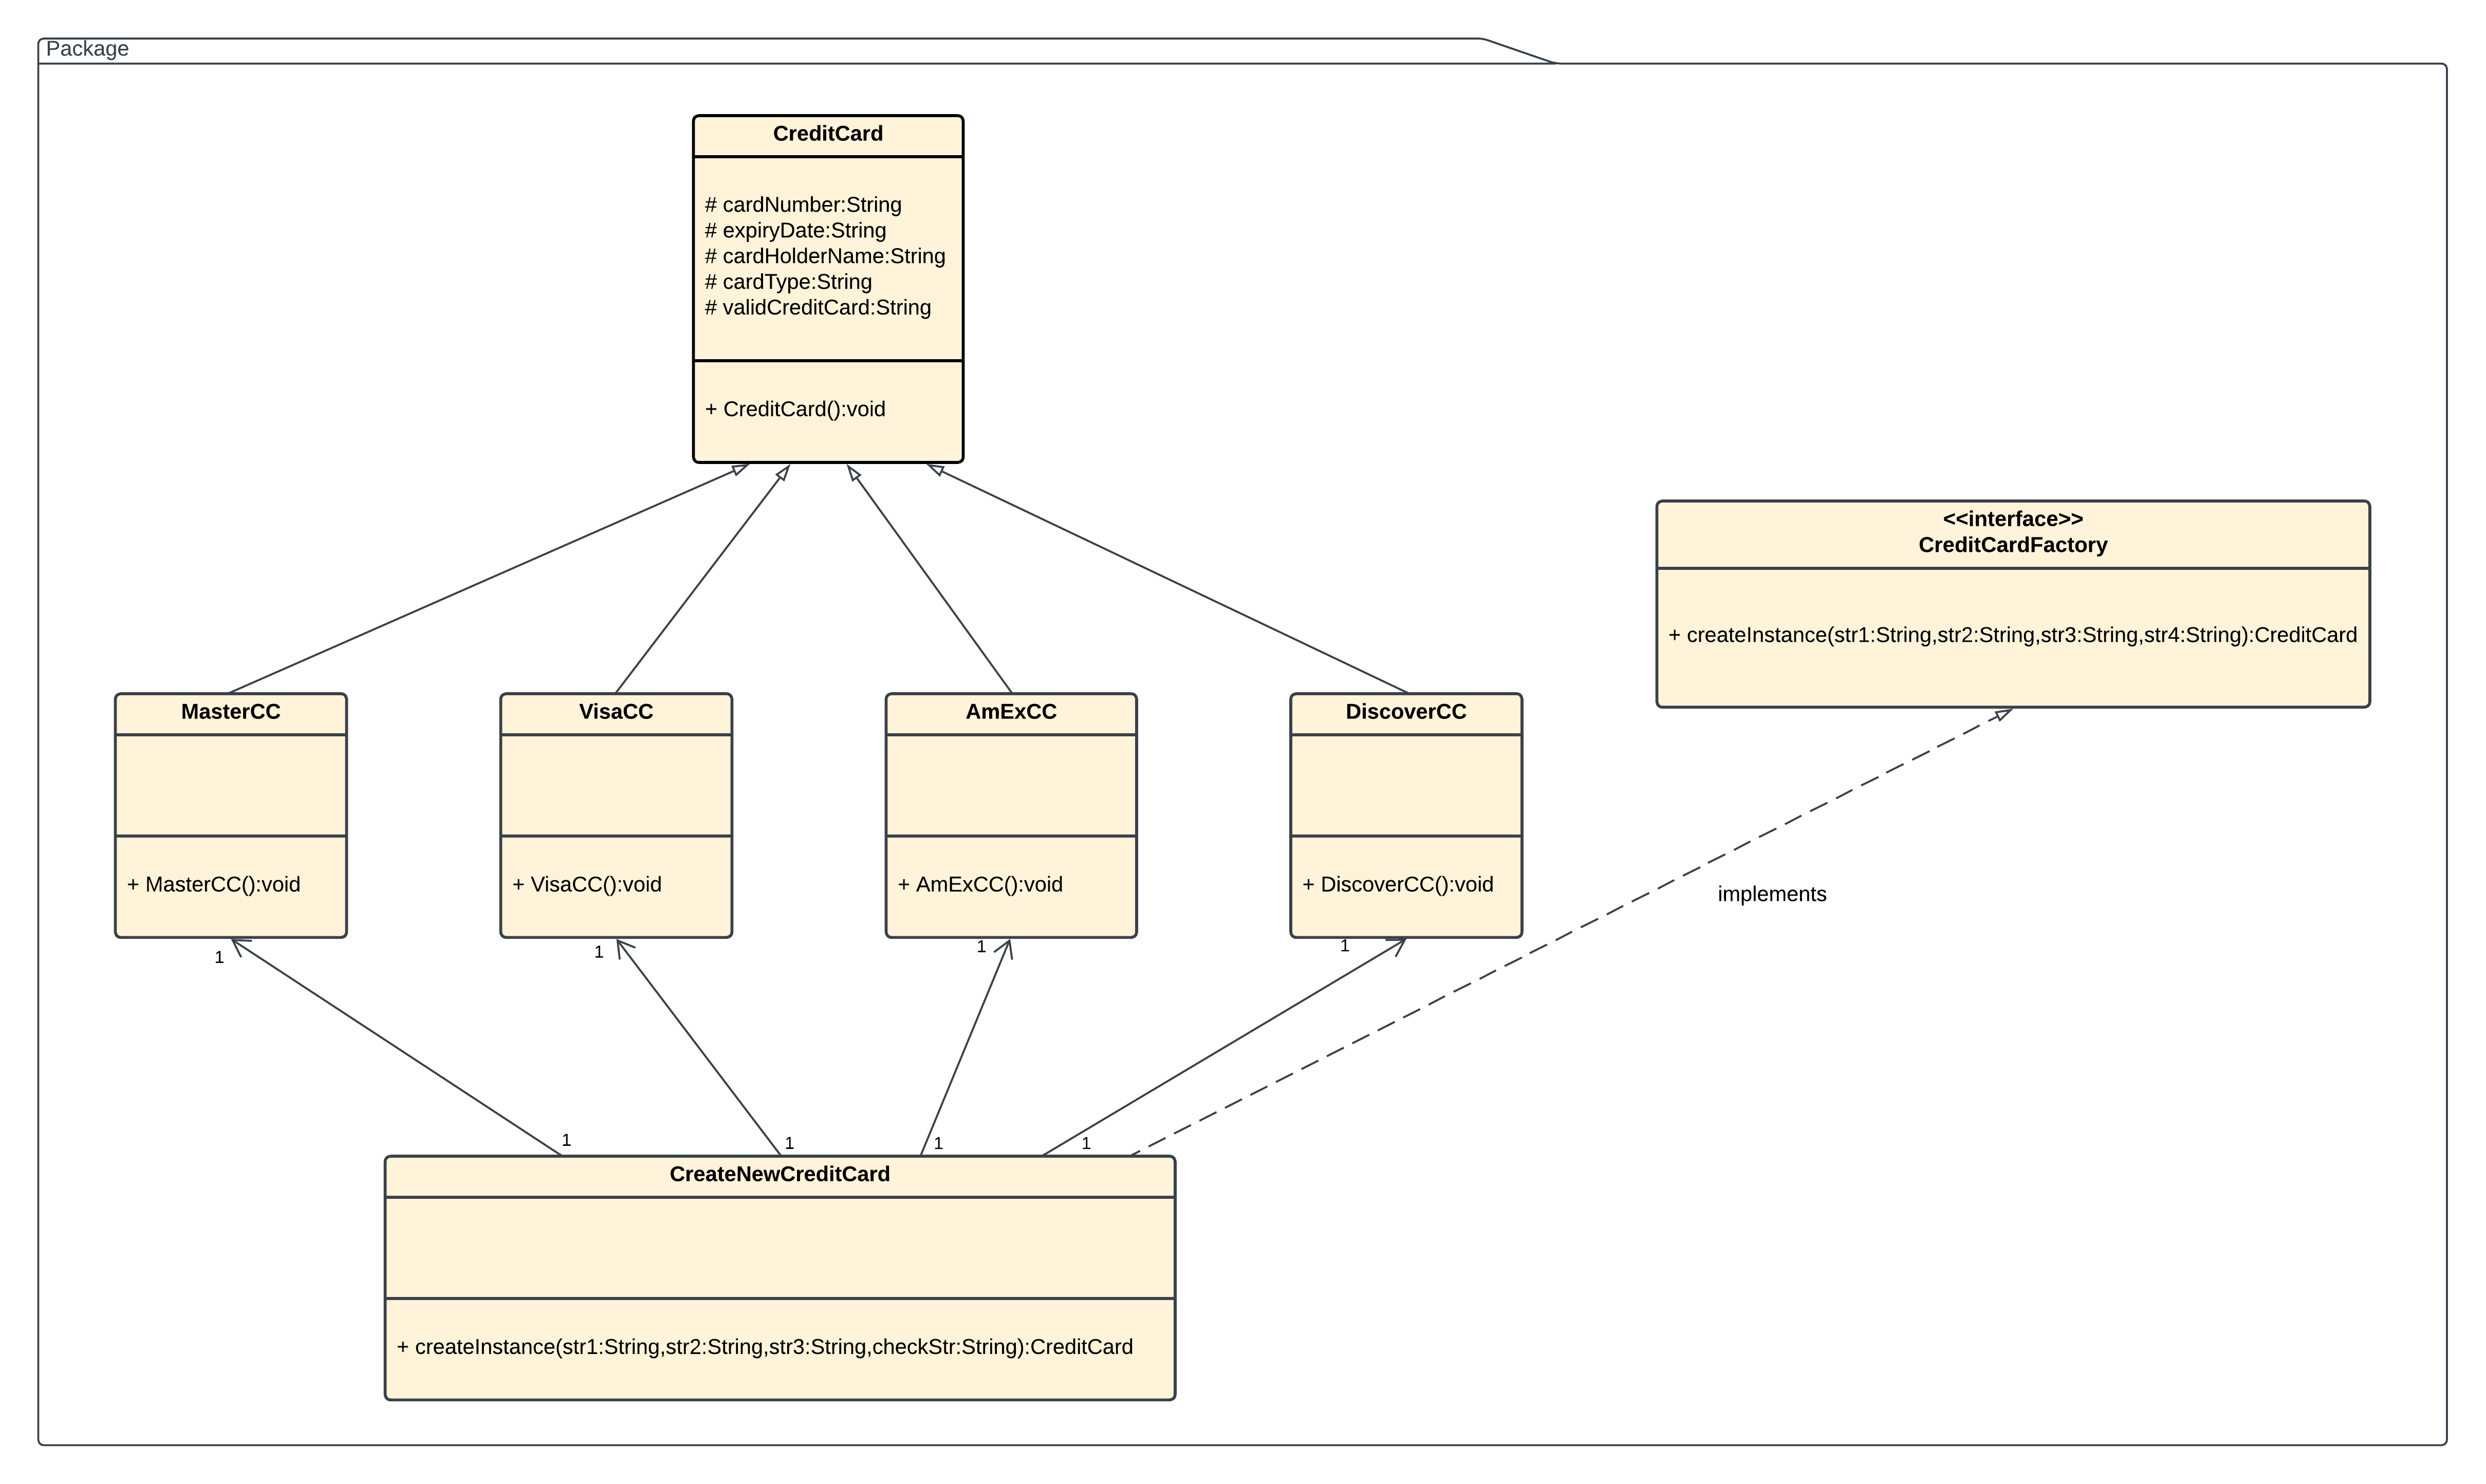 Package
CreditCard
# cardNumber:String
# expiryDate:String
# cardHolderName:String
# cardType:String
# validCreditCard:String
+ CreditCard():void
<<interface>>
CreditCardFactory
+ createInstance(str1:String,str2:String,str3:String,str4:String):CreditCard
MasterCC
+ MasterCC():void
VisaCC
+ VisaCC():void
AmExCC
+ AmExCC():void
DiscoverCC
+ DiscoverCC():void
implements
1
1
1
1
1
1
1
1
CreateNewCreditCard
+ createInstance(str1:String,str2:String,str3:String,checkStr:String):CreditCard